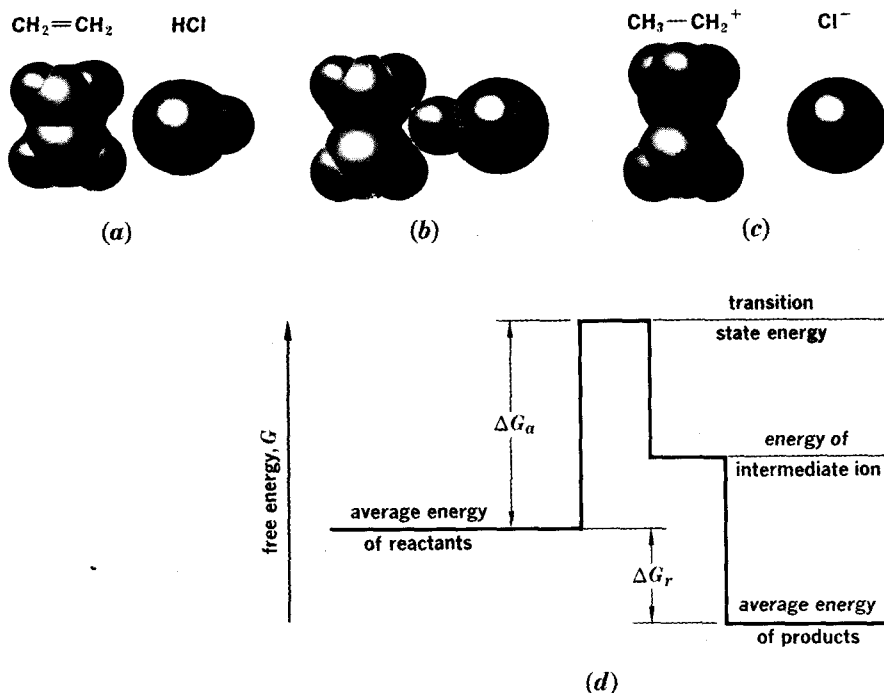 CH₂=CH₂ HCl CH₃—CH₂⁺ Cl⁻
(a) (b) (c)
transition
state energy
ΔGₐ
energy of
intermediate ion
free energy, G
average energy
of reactants
ΔGᵣ
average energy
of products
(d)